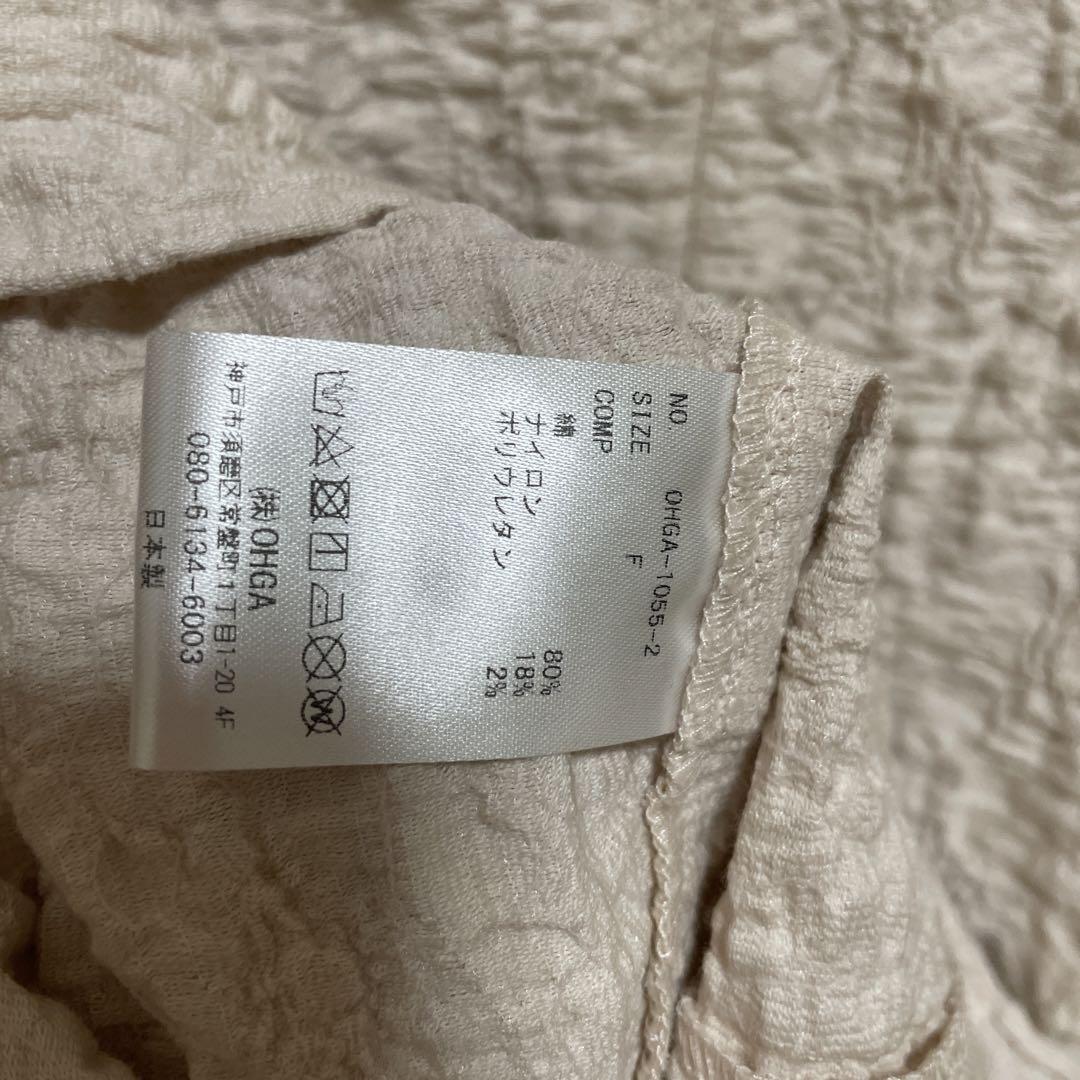 NO OHGA-1055-2
SIZE F
COMP
綿 80%
ナイロン 18%
ポリウレタン 2%
㈱OHGA
神戸市須磨区常盤町1丁目1-20 4F
080-6134-6003
日本製